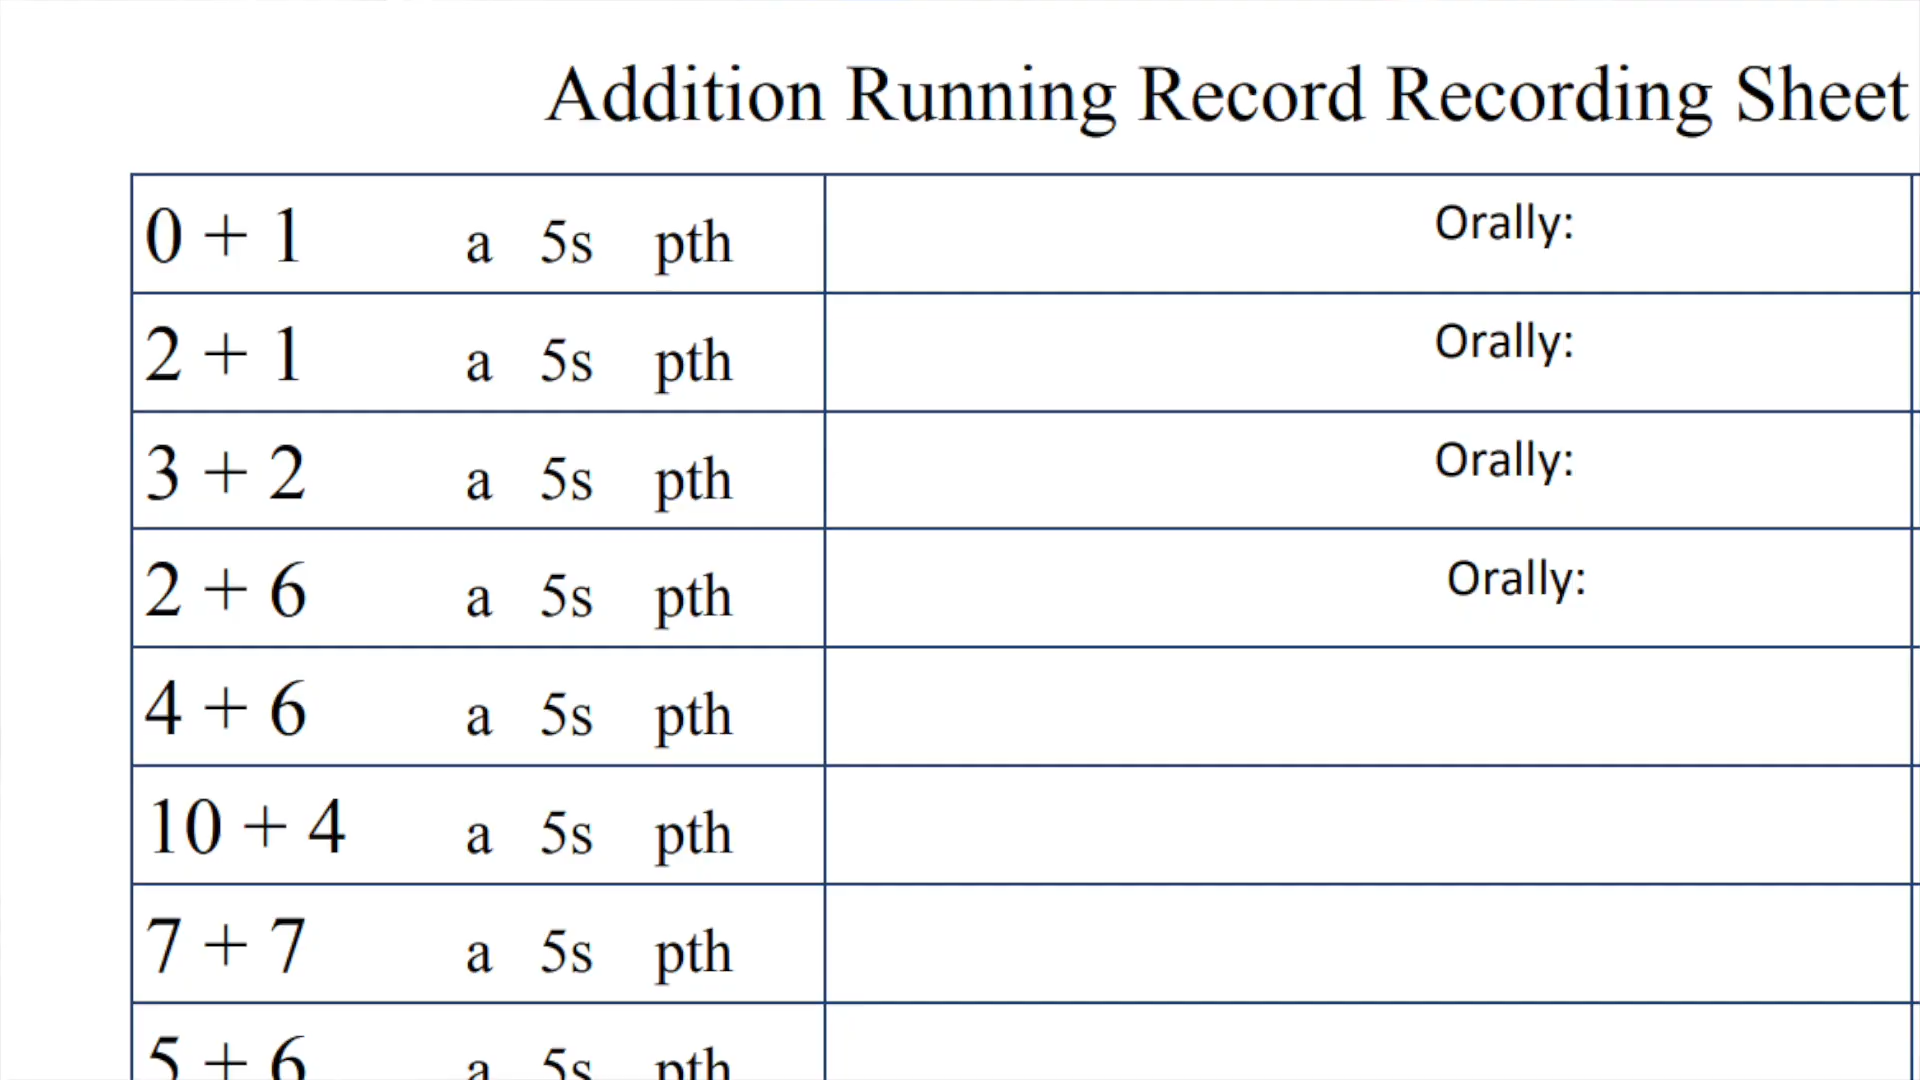 Addition Running Record Recording Sheet
0 + 1 a 5s pth Orally:
2 + 1 a 5s pth Orally:
3 + 2 a 5s pth Orally:
2 + 6 a 5s pth Orally:
4 + 6 a 5s pth
10 + 4 a 5s pth
7 + 7 a 5s pth
5 + 6 a 5s pth